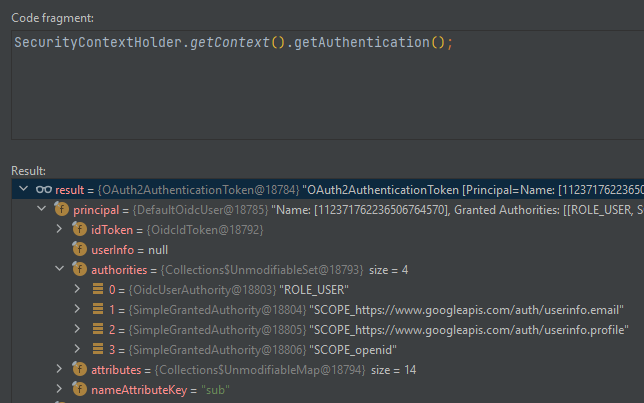 Code fragment:
SecurityContextHolder.getContext().getAuthentication();
Result:
result = {OAuth2AuthenticationToken@18784} "OAuth2AuthenticationToken [Principal=Name: [11237176223650
principal = {DefaultOidcUser@18785} "Name: [112371762236506764570], Granted Authorities: [[ROLE_USER, S
idToken = {OidcIdToken@18792}
userInfo = null
authorities = {Collections$UnmodifiableSet@18793} size = 4
0 = {OidcUserAuthority@18803} "ROLE_USER"
1 = {SimpleGrantedAuthority@18804} "SCOPE_https://www.googleapis.com/auth/userinfo.email"
2 = {SimpleGrantedAuthority@18805} "SCOPE_https://www.googleapis.com/auth/userinfo.profile"
3 = {SimpleGrantedAuthority@18806} "SCOPE_openid"
attributes = {Collections$UnmodifiableMap@18794} size = 14
nameAttributeKey = "sub"